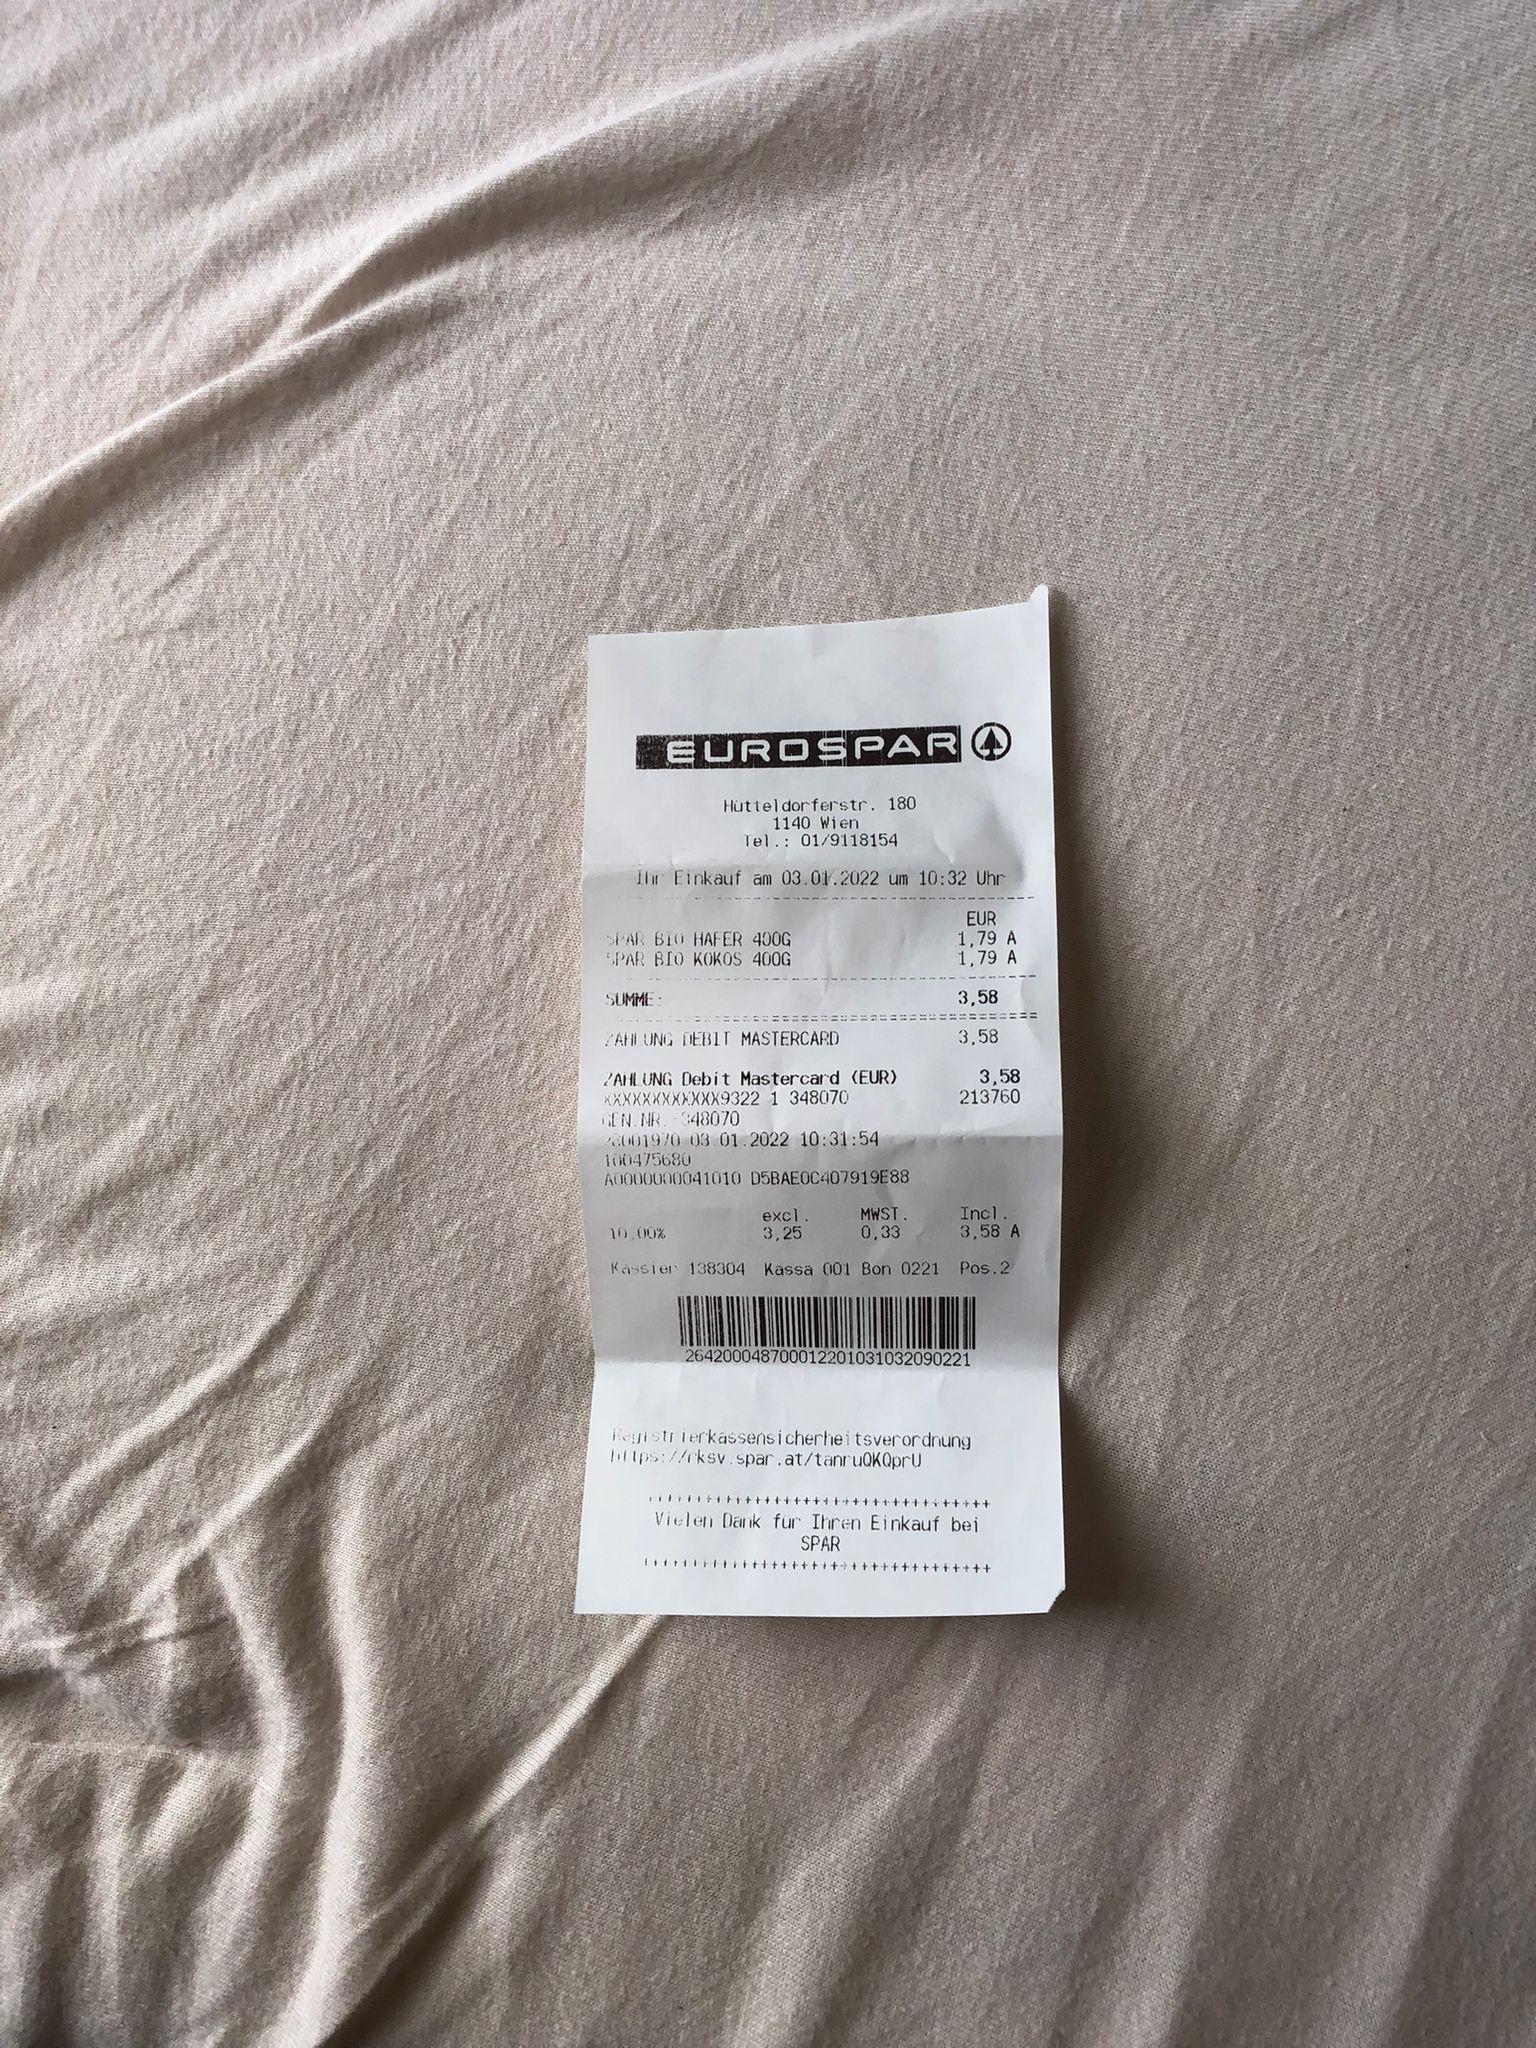 EUROSPAR
Hütteldorferstr. 180
1140 Wien
Tel.: 01/9118154
Ihr Einkauf am 03.01.2022 um 10:32 Uhr
EUR
SPAR BIO HAFER 400G 1,79 A
SPAR BIO KOKOS 400G 1,79 A
SUMME: 3,58
ZAHLUNG DEBIT MASTERCARD 3,58
ZAHLUNG Debit Mastercard (EUR) 3,58
XXXXXXXXXXXX9322 1 348070 213760
GEN.NR.:348070
28001970 03.01.2022 10:31:54
100475680
A0000000041010 D5BAE0C407919E88
excl. MWST. Incl.
10,00% 3,25 0,33 3,58 A
Kassier 138304 Kassa 001 Bon 0221 Pos.2
26420004870001220103103209​0221
Registrierkassensicherheitsverordnung
https://rksv.spar.at/tanruQKQprU
+++++++++++++++++++++++++++++++++++
Vielen Dank für Ihren Einkauf bei
SPAR
+++++++++++++++++++++++++++++++++++